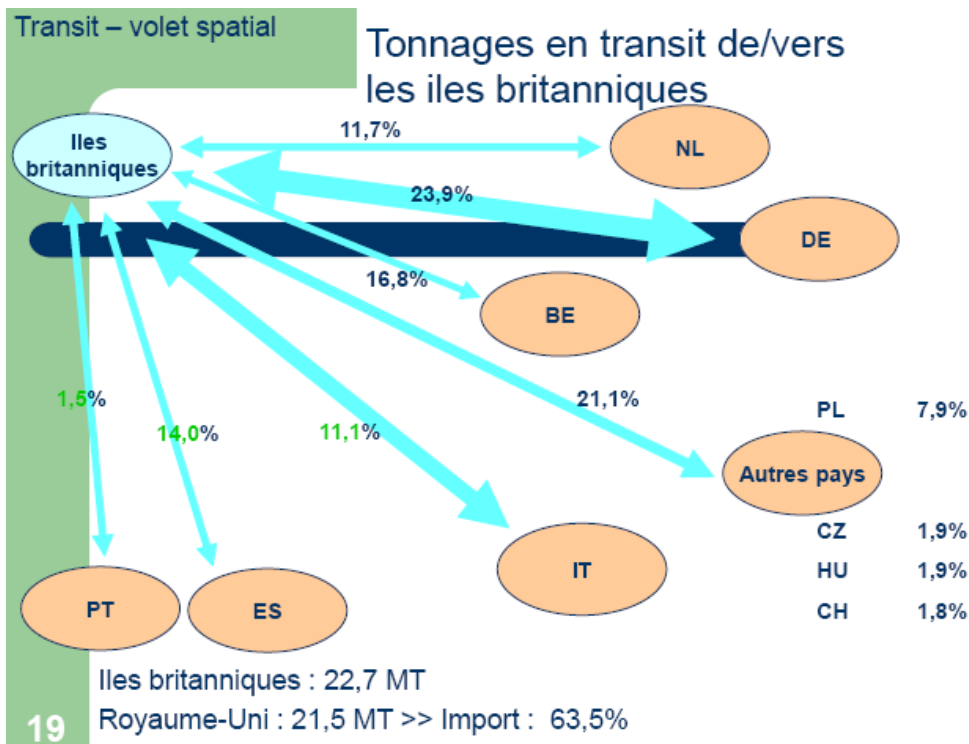 Transit – volet spatial
Tonnages en transit de/vers
les iles britanniques
Iles
britanniques
11,7%
NL
23,9%
DE
16,8%
BE
1,5%
14,0%
11,1%
21,1%
PL 7,9%
Autres pays
CZ 1,9%
HU 1,9%
CH 1,8%
IT
PT
ES
Iles britanniques : 22,7 MT
Royaume-Uni : 21,5 MT >> Import : 63,5%
19